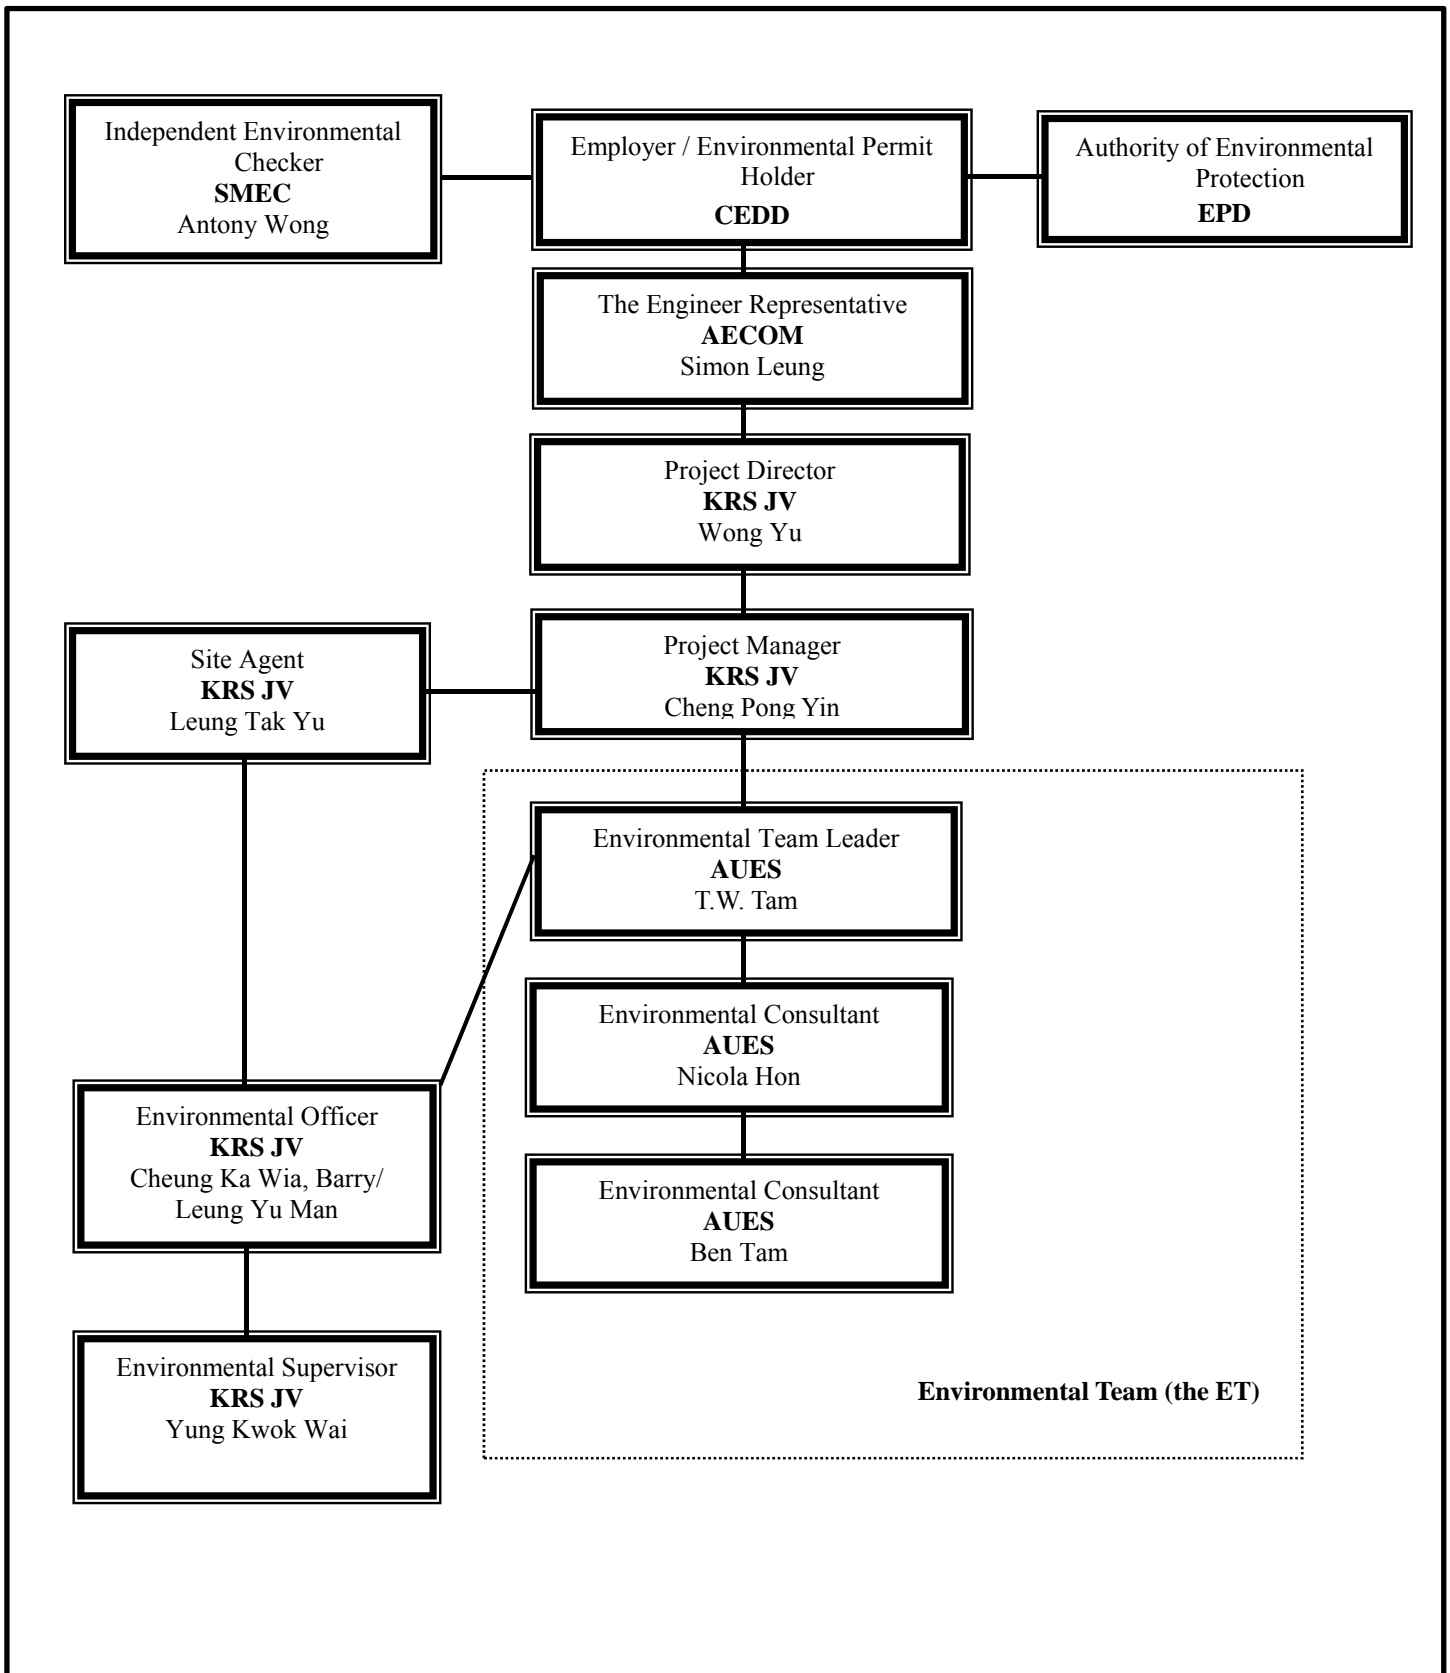 Independent Environmental
Checker
SMEC
Antony Wong
Employer / Environmental Permit
Holder
CEDD
Authority of Environmental
Protection
EPD
The Engineer Representative
AECOM
Simon Leung
Project Director
KRS JV
Wong Yu
Site Agent
KRS JV
Leung Tak Yu
Project Manager
KRS JV
Cheng Pong Yin
Environmental Team Leader
AUES
T.W. Tam
Environmental Consultant
AUES
Nicola Hon
Environmental Officer
KRS JV
Cheung Ka Wia, Barry/
Leung Yu Man
Environmental Consultant
AUES
Ben Tam
Environmental Supervisor
KRS JV
Yung Kwok Wai
Environmental Team (the ET)